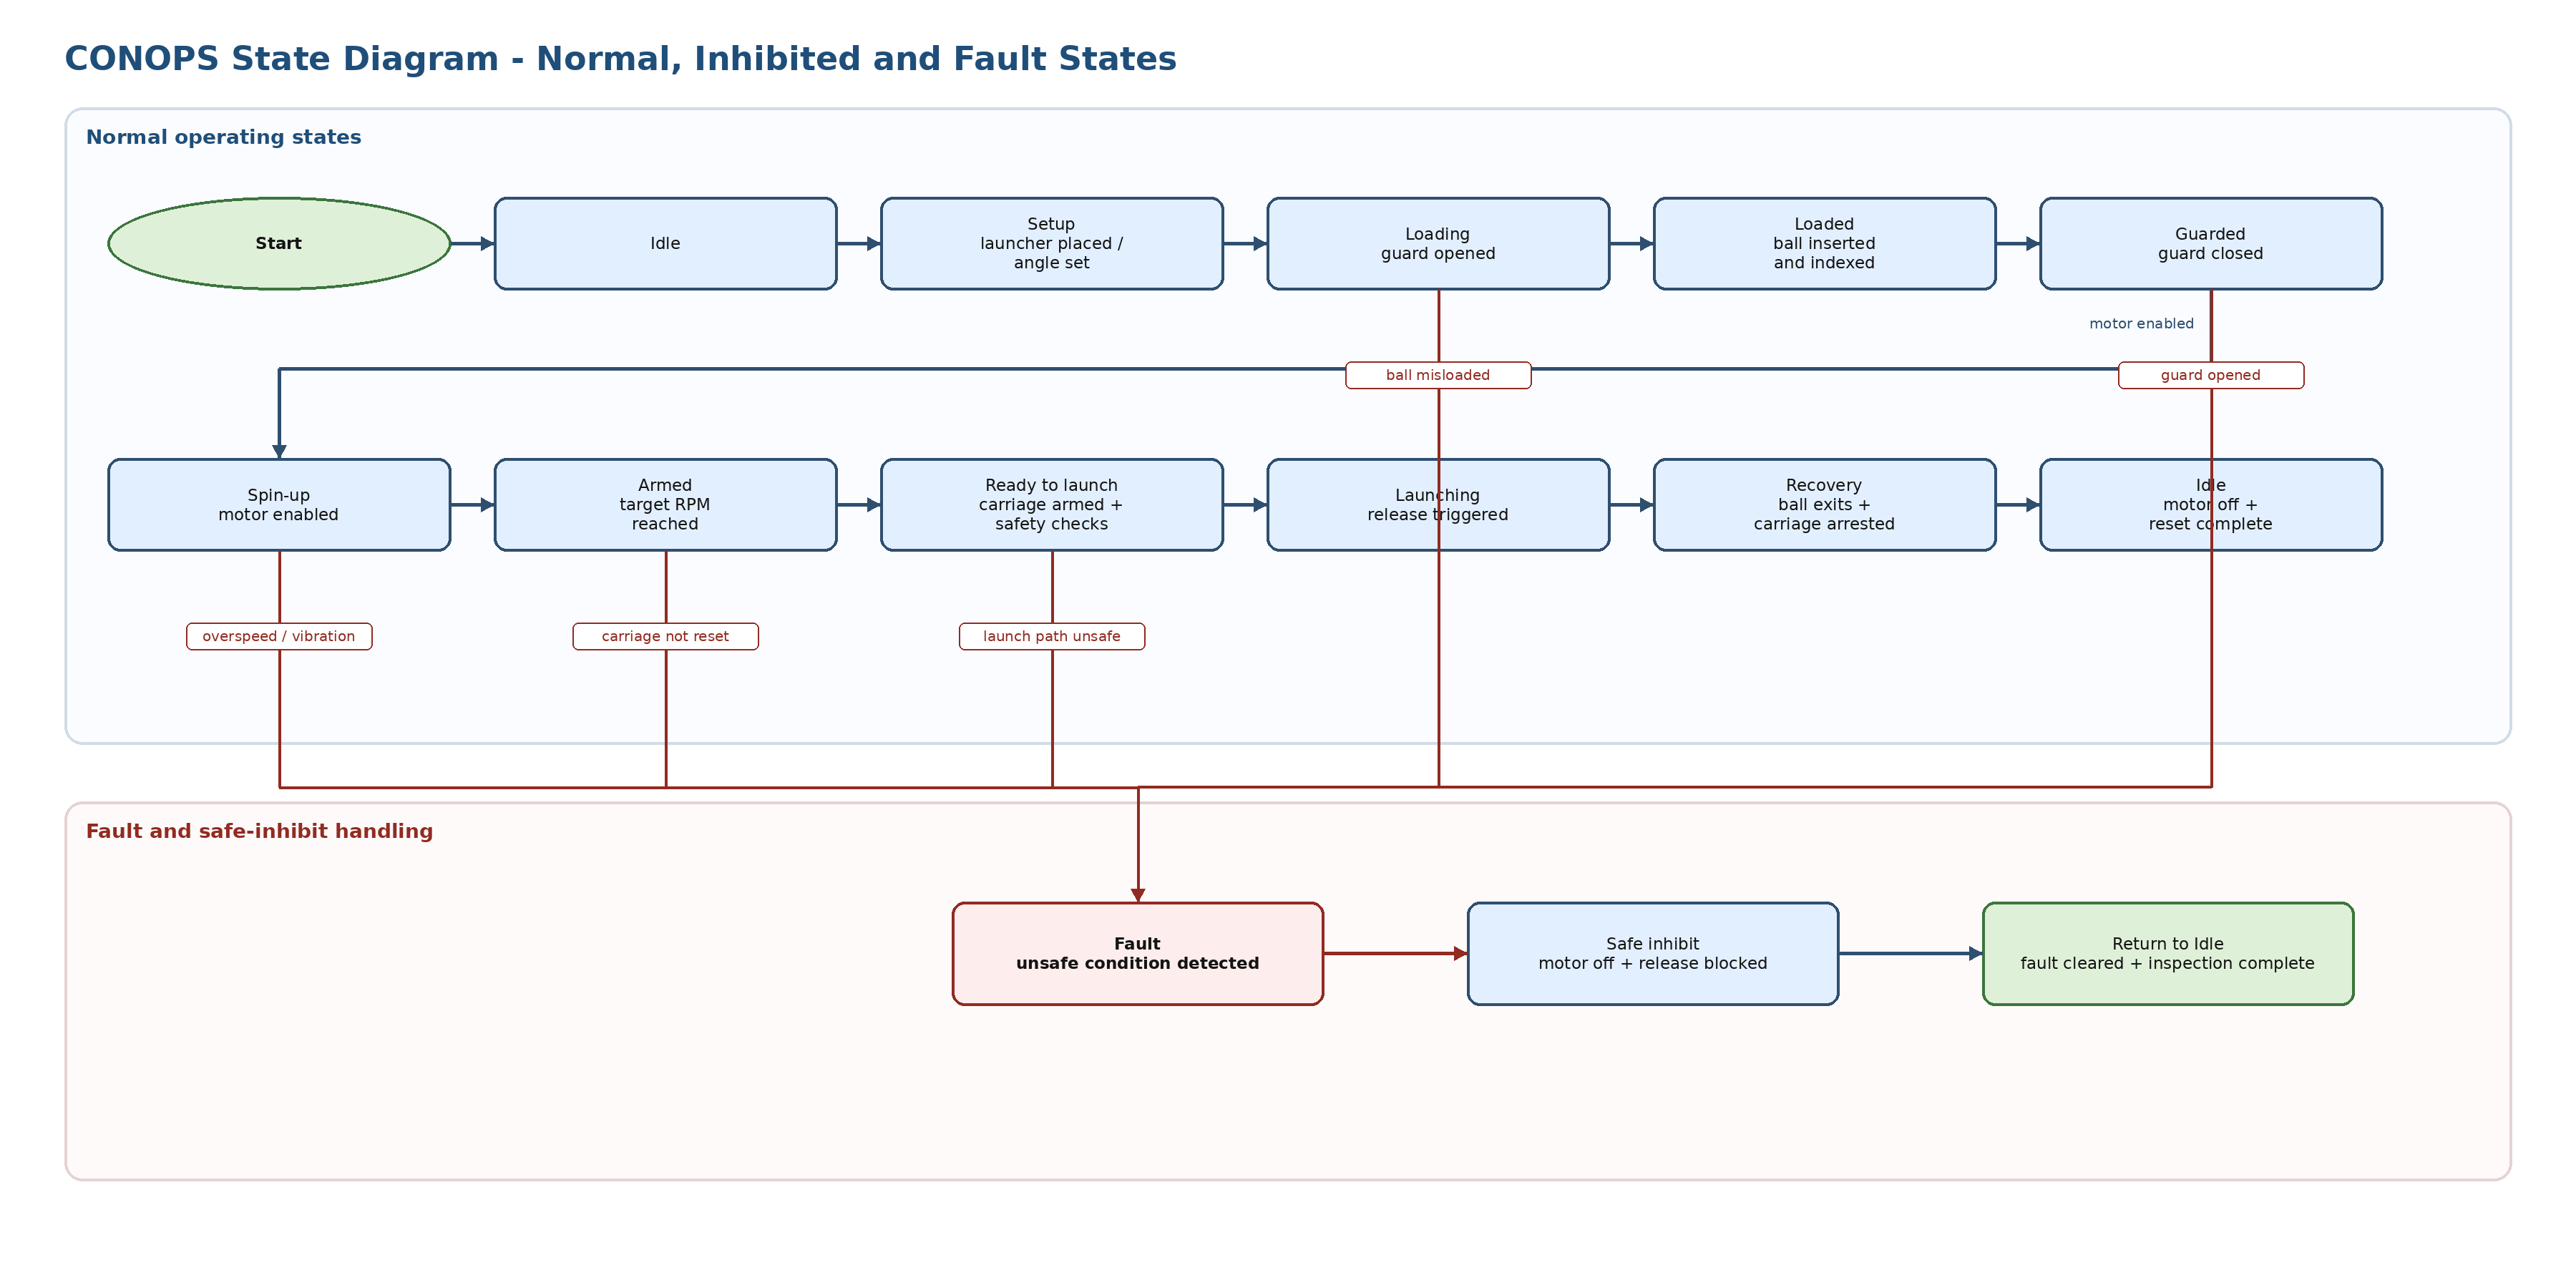 CONOPS State Diagram - Normal, Inhibited and Fault States
Normal operating states
Start
Idle
Setup
launcher placed /
angle set
Loading
guard opened
Loaded
ball inserted
and indexed
Guarded
guard closed
motor enabled
ball misloaded
guard opened
Spin-up
motor enabled
Armed
target RPM
reached
Ready to launch
carriage armed +
safety checks
Launching
release triggered
Recovery
ball exits +
carriage arrested
Idle
motor off +
reset complete
overspeed / vibration
carriage not reset
launch path unsafe
Fault and safe-inhibit handling
Fault
unsafe condition detected
Safe inhibit
motor off + release blocked
Return to Idle
fault cleared + inspection complete